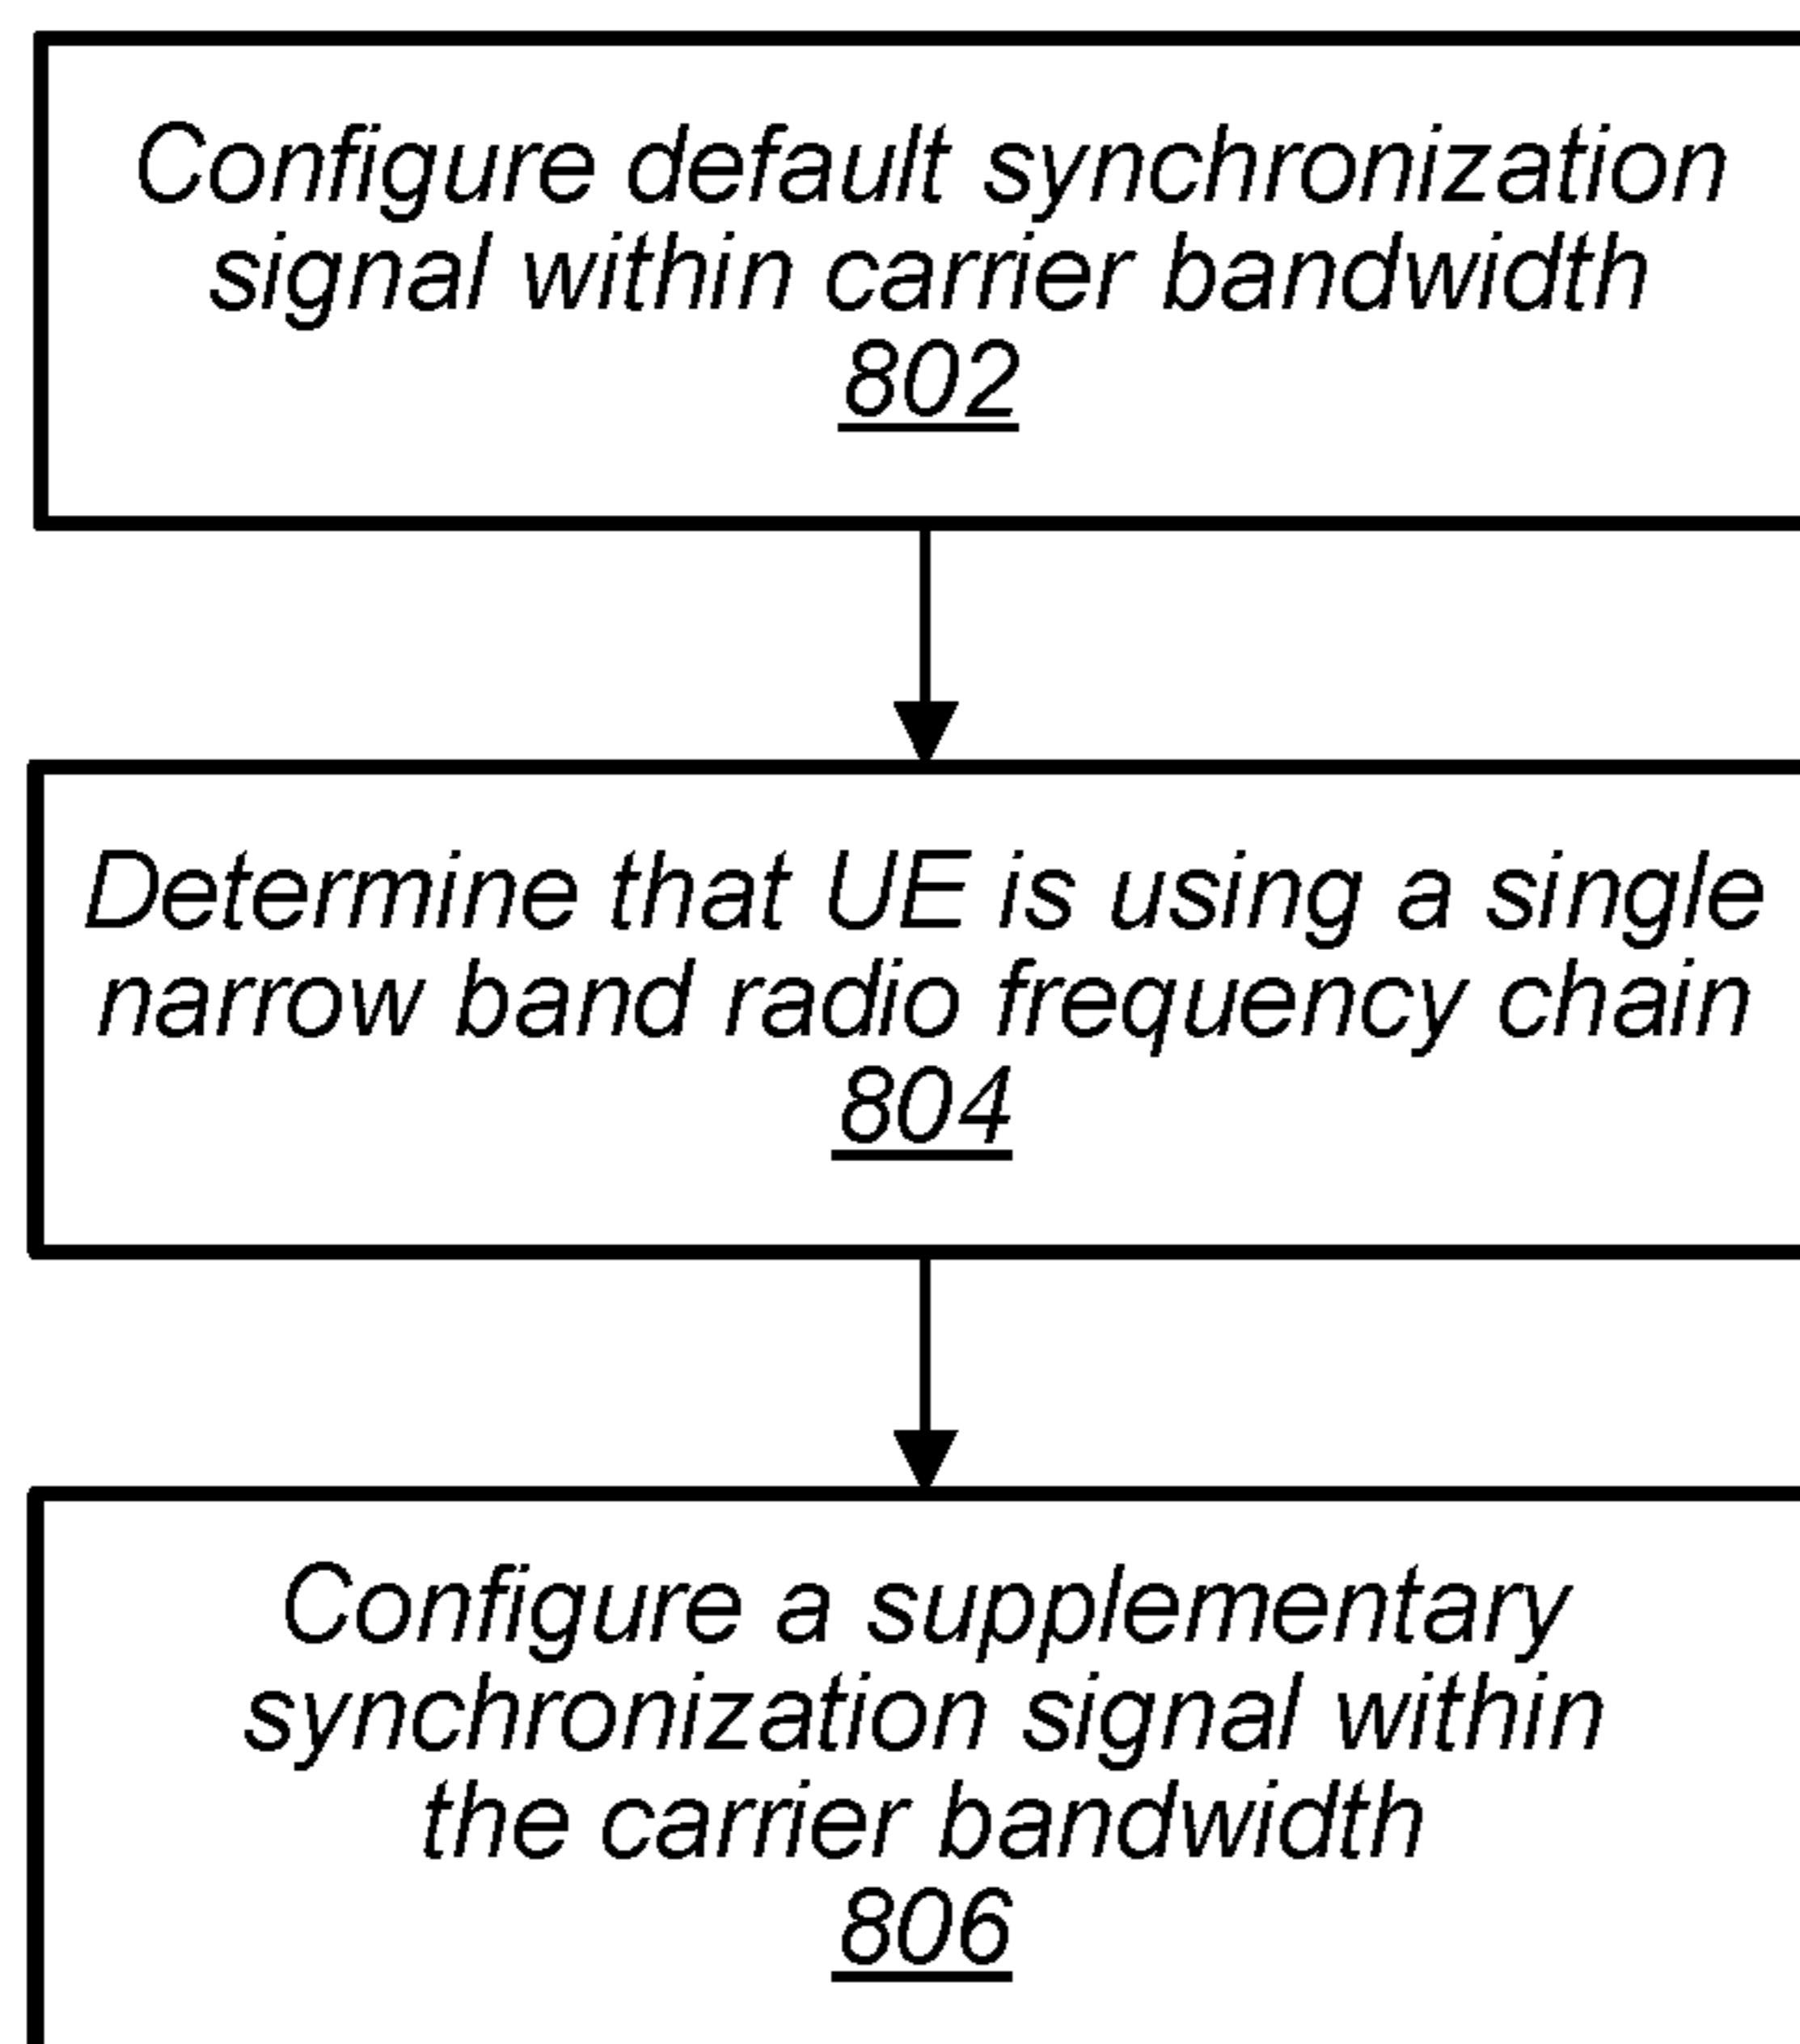 Configure default synchronization
signal within carrier bandwidth
802
Determine that UE is using a single
narrow band radio frequency chain
804
Configure a supplementary
synchronization signal within
the carrier bandwidth
806